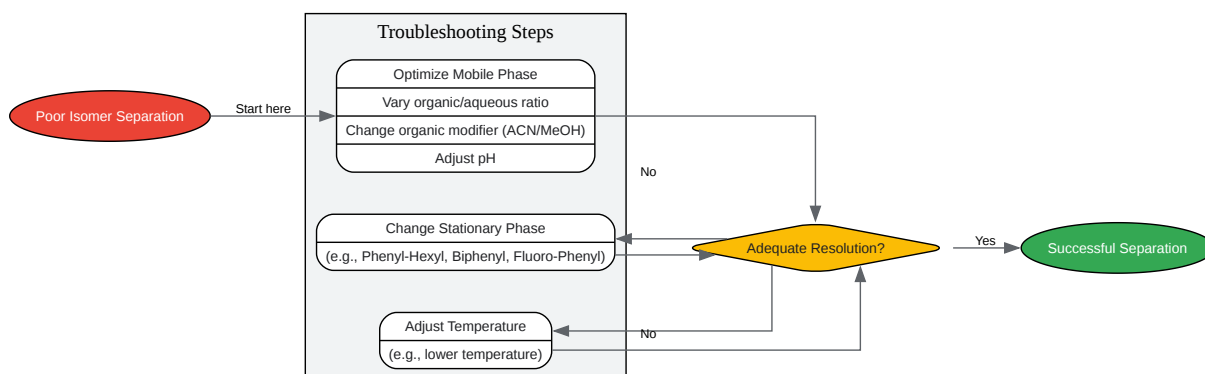 Troubleshooting Steps
Poor Isomer Separation
Start here
Optimize Mobile Phase
Vary organic/aqueous ratio
Change organic modifier (ACN/MeOH)
Adjust pH
No
Change Stationary Phase
(e.g., Phenyl-Hexyl, Biphenyl, Fluoro-Phenyl)
Adequate Resolution?
Yes
Successful Separation
Adjust Temperature
(e.g., lower temperature)
No